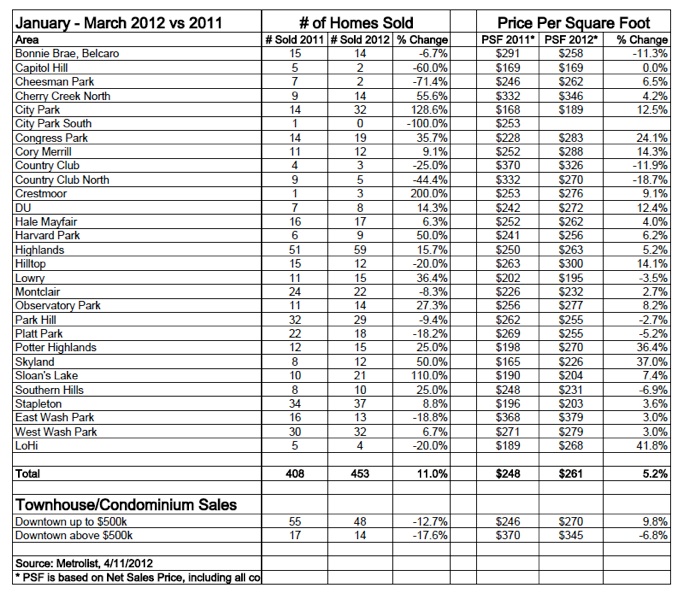 January - March 2012 vs 2011 # of Homes Sold Price Per Square Foot
Area # Sold 2011 # Sold 2012 % Change PSF 2011* PSF 2012* % Change
Bonnie Brae, Belcaro 15 14 -6.7% $291 $258 -11.3%
Capitol Hill 5 2 -60.0% $169 $169 0.0%
Cheesman Park 7 2 -71.4% $246 $262 6.5%
Cherry Creek North 9 14 55.6% $332 $346 4.2%
City Park 14 32 128.6% $168 $189 12.5%
City Park South 1 0 -100.0% $253
Congress Park 14 19 35.7% $228 $283 24.1%
Cory Merrill 11 12 9.1% $252 $288 14.3%
Country Club 4 3 -25.0% $370 $326 -11.9%
Country Club North 9 5 -44.4% $332 $270 -18.7%
Crestmoor 1 3 200.0% $253 $276 9.1%
DU 7 8 14.3% $242 $272 12.4%
Hale Mayfair 16 17 6.3% $252 $262 4.0%
Harvard Park 6 9 50.0% $241 $256 6.2%
Highlands 51 59 15.7% $250 $263 5.2%
Hilltop 15 12 -20.0% $263 $300 14.1%
Lowry 11 15 36.4% $202 $195 -3.5%
Montclair 24 22 -8.3% $226 $232 2.7%
Observatory Park 11 14 27.3% $256 $277 8.2%
Park Hill 32 29 -9.4% $262 $255 -2.7%
Platt Park 22 18 -18.2% $269 $255 -5.2%
Potter Highlands 12 15 25.0% $198 $270 36.4%
Skyland 8 12 50.0% $165 $226 37.0%
Sloan's Lake 10 21 110.0% $190 $204 7.4%
Southern Hills 8 10 25.0% $248 $231 -6.9%
Stapleton 34 37 8.8% $196 $203 3.6%
East Wash Park 16 13 -18.8% $368 $379 3.0%
West Wash Park 30 32 6.7% $271 $279 3.0%
LoHi 5 4 -20.0% $189 $268 41.8%
Total 408 453 11.0% $248 $261 5.2%
Townhouse/Condominium Sales
Downtown up to $500k 55 48 -12.7% $246 $270 9.8%
Downtown above $500k 17 14 -17.6% $370 $345 -6.8%
Source: Metrolist, 4/11/2012
* PSF is based on Net Sales Price, including all co